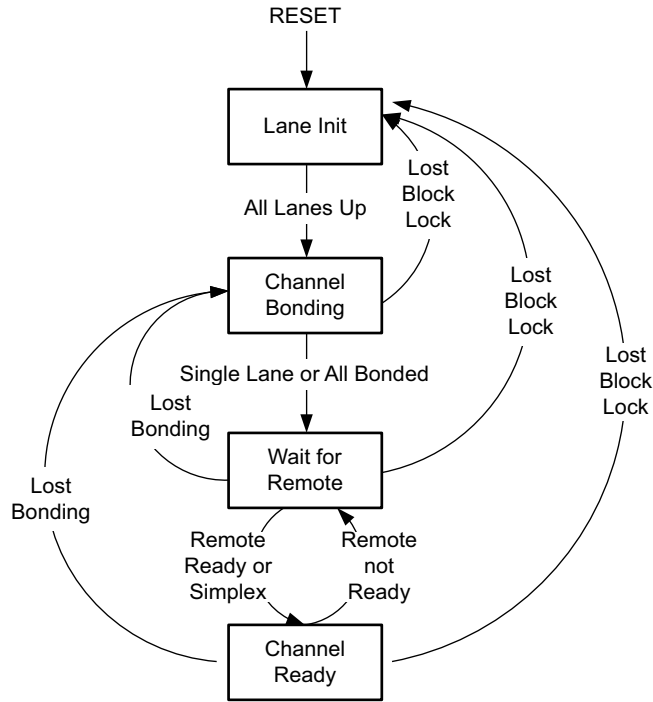 RESET
Lane Init
Lost
Block
Lock
All Lanes Up
Channel
Bonding
Lost
Block
Lock
Single Lane or All Bonded
Lost
Block
Lock
Lost
Bonding
Wait for
Remote
Lost
Bonding
Remote
Ready or
Simplex
Remote
not
Ready
Channel
Ready